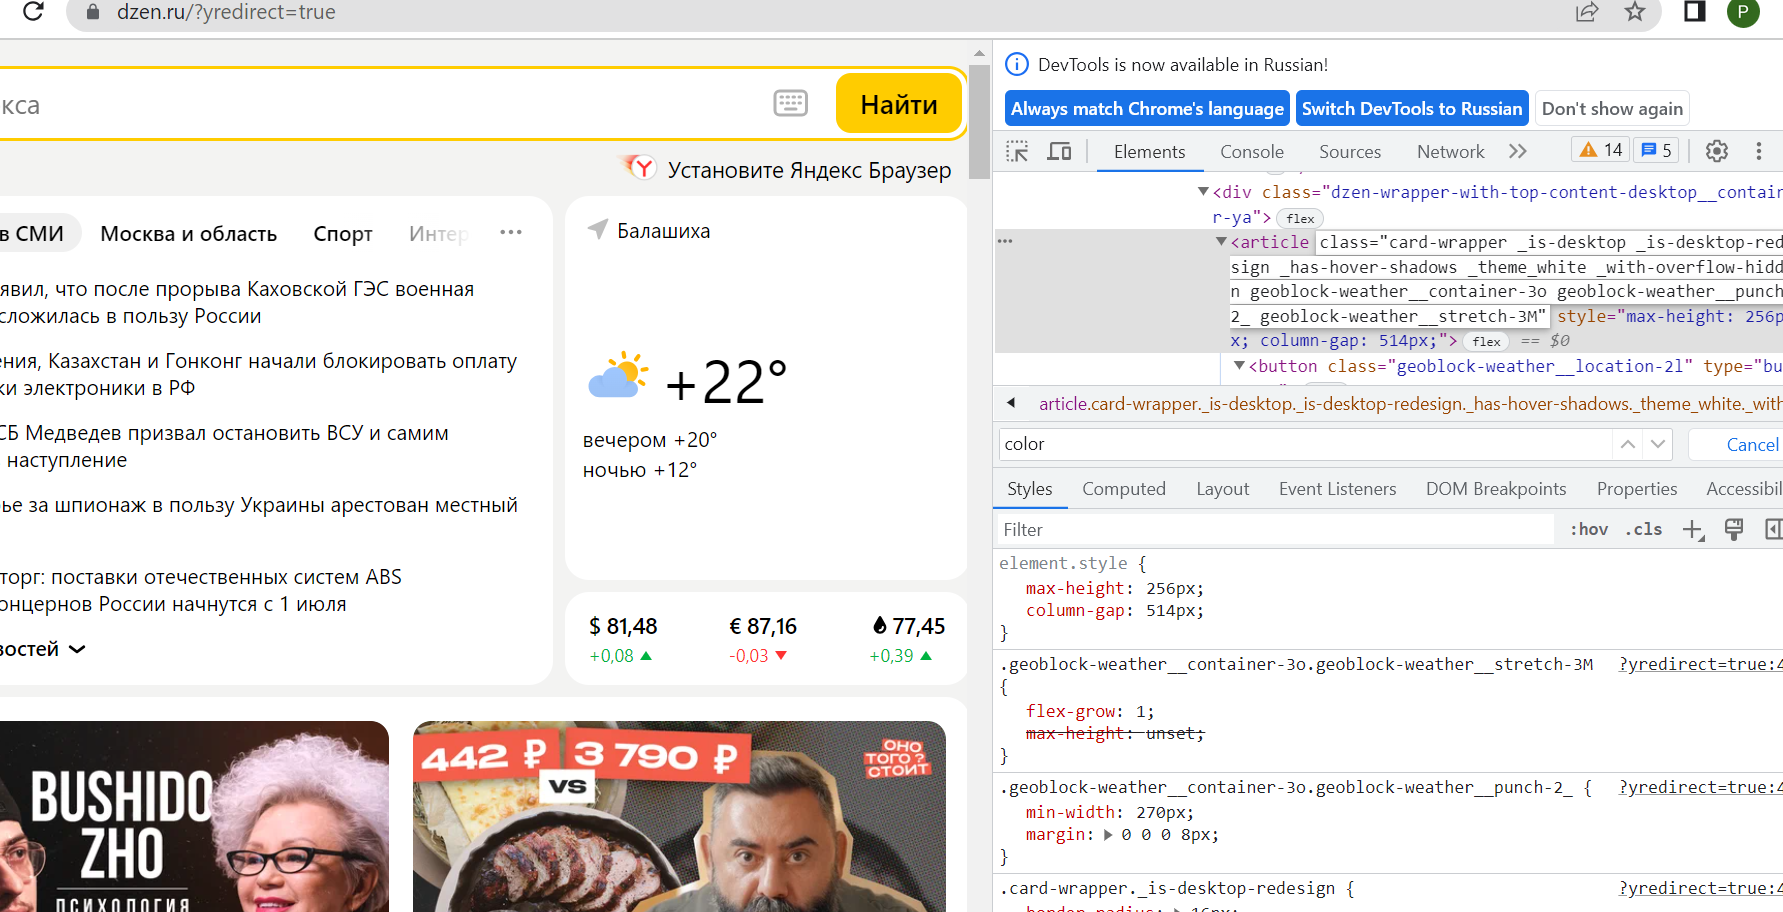 dzen.ru/?yredirect=true
P
кса
Найти
Установите Яндекс Браузер
в СМИ
Москва и область
Спорт
Интер
Балашиха
явил, что после прорыва Каховской ГЭС военная
сложилась в пользу России
ения, Казахстан и Гонконг начали блокировать оплату
ки электроники в РФ
СБ Медведев призвал остановить ВСУ и самим
наступление
ье за шпионаж в пользу Украины арестован местный
торг: поставки отечественных систем ABS
онцернов России начнутся с 1 июля
востей
+22°
вечером +20°
ночью +12°
$ 81,48
€ 87,16
77,45
+0,08
-0,03
+0,39
BUSHIDO
ZHO
ПСИХОЛОГИЯ
442 ₽
3 790 ₽
VS
ОНО
ТОГО?
СТОИТ
DevTools is now available in Russian!
Always match Chrome's language
Switch DevTools to Russian
Don't show again
Elements
Console
Sources
Network
14
5
<div class="dzen-wrapper-with-top-content-desktop__contain
r-ya"> flex
<article class="card-wrapper _is-desktop _is-desktop-red
sign _has-hover-shadows _theme_white _with-overflow-hidd
n geoblock-weather__container-3o geoblock-weather__punch
2_ geoblock-weather__stretch-3M" style="max-height: 256p
x; column-gap: 514px;"> flex == $0
<button class="geoblock-weather__location-2l" type="bu
article.card-wrapper._is-desktop._is-desktop-redesign._has-hover-shadows._theme_white._with
color
Cancel
Styles
Computed
Layout
Event Listeners
DOM Breakpoints
Properties
Accessibil
Filter
:hov
.cls
element.style {
max-height: 256px;
column-gap: 514px;
}
.geoblock-weather__container-3o.geoblock-weather__stretch-3M ?yredirect=true:4
{
flex-grow: 1;
max-height: unset;
}
.geoblock-weather__container-3o.geoblock-weather__punch-2_ { ?yredirect=true:4
min-width: 270px;
margin: 0 0 0 8px;
}
.card-wrapper._is-desktop-redesign { ?yredirect=true:4
border-radius: 16px;